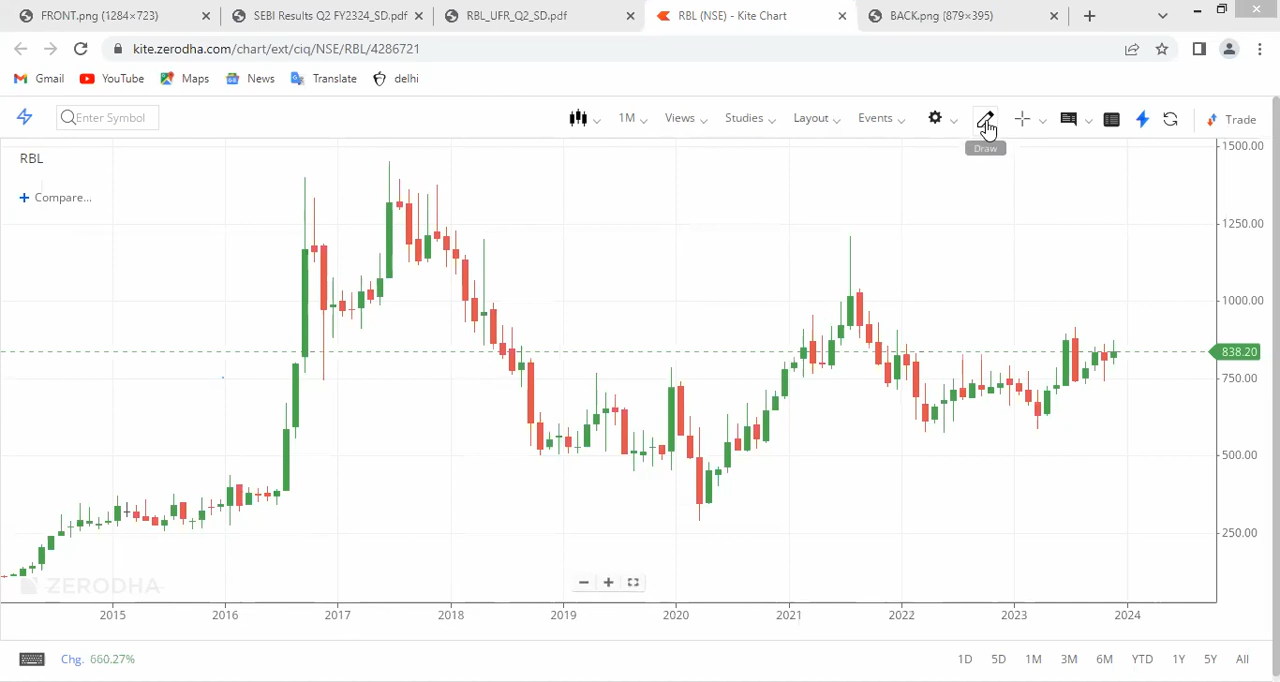 FRONT.png (1284×723)
SEBI Results Q2 FY2324_SD.pdf
RBL_UFR_Q2_SD.pdf
RBL (NSE) - Kite Chart
BACK.png (879×395)
kite.zerodha.com/chart/ext/ciq/NSE/RBL/4286721
Gmail
YouTube
Maps
News
Translate
delhi
Enter Symbol
1M
Views
Studies
Layout
Events
Trade
Draw
RBL
Compare...
1500.00
1250.00
1000.00
838.20
750.00
500.00
250.00
ZERODHA
2015
2016
2017
2018
2019
2020
2021
2022
2023
2024
Chg. 660.27%
1D
5D
1M
3M
6M
YTD
1Y
5Y
All